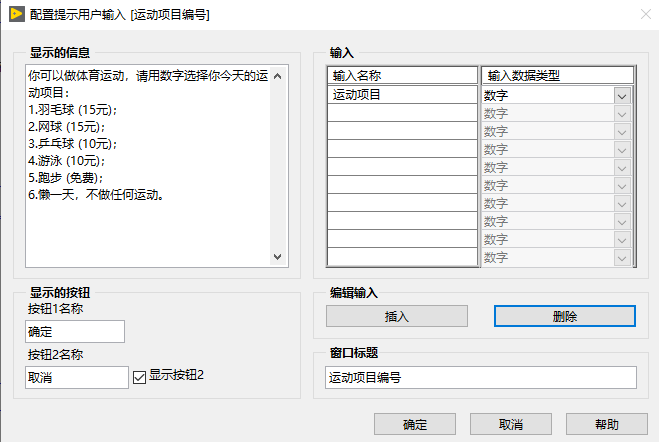 配置提示用户输入 [运动项目编号]
显示的信息
你可以做体育运动，请用数字选择你今天的运
动项目：
1.羽毛球 (15元)；
2.网球 (15元)；
3.乒乓球 (10元)；
4.游泳 (10元)；
5.跑步 (免费)；
6.懒一天，不做任何运动。
输入
输入名称 输入数据类型
运动项目 数字
数字
数字
数字
数字
数字
数字
数字
数字
数字
显示的按钮
按钮1名称
确定
按钮2名称
取消 显示按钮2
编辑输入
插入 删除
窗口标题
运动项目编号
确定 取消 帮助